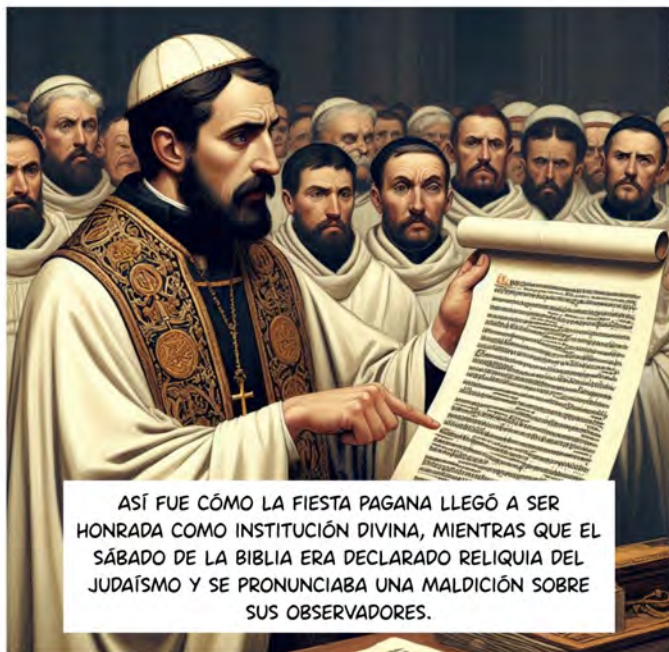 ASÍ FUE CÓMO LA FIESTA PAGANA LLEGÓ A SER
HONRADA COMO INSTITUCIÓN DIVINA, MIENTRAS QUE EL
SÁBADO DE LA BIBLIA ERA DECLARADO RELIQUIA DEL
JUDAÍSMO Y SE PRONUNCIABA UNA MALDICIÓN SOBRE
SUS OBSERVADORES.